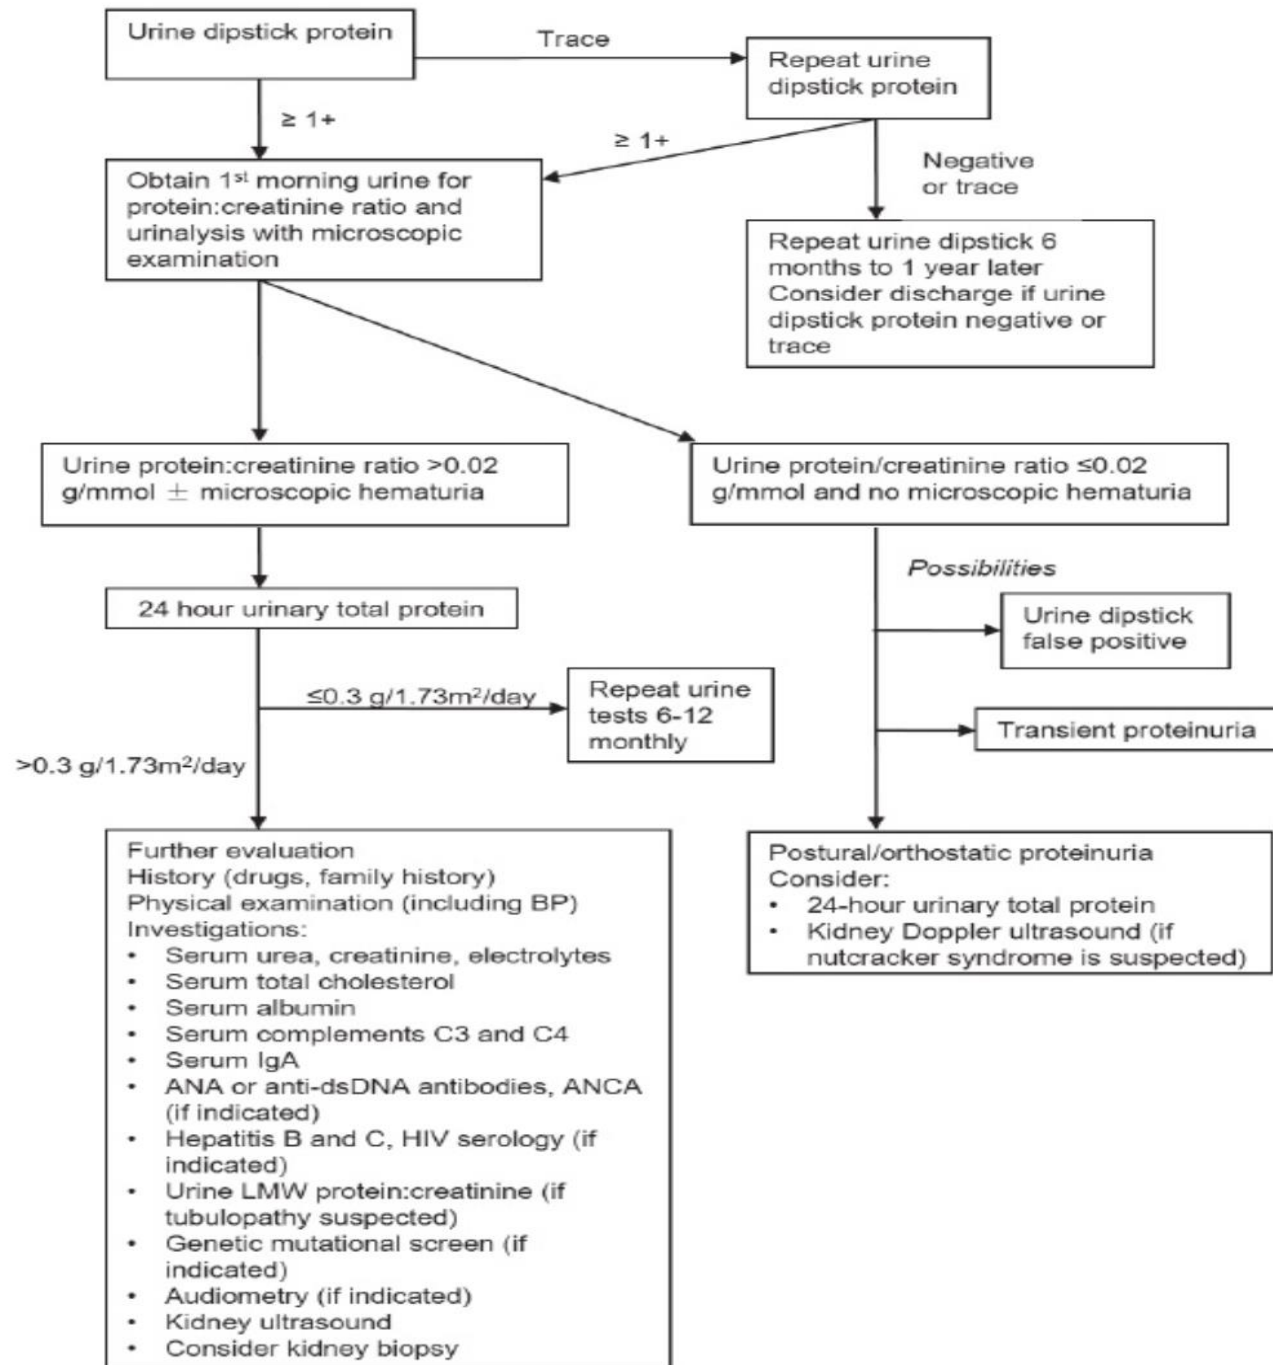 Urine dipstick protein
Trace
Repeat urine
dipstick protein
≥ 1+
≥ 1+
Negative
or trace
Obtain 1st morning urine for
protein:creatinine ratio and
urinalysis with microscopic
examination
Repeat urine dipstick 6
months to 1 year later
Consider discharge if urine
dipstick protein negative or
trace
Urine protein:creatinine ratio >0.02
g/mmol ± microscopic hematuria
Urine protein/creatinine ratio ≤0.02
g/mmol and no microscopic hematuria
Possibilities
24 hour urinary total protein
Urine dipstick
false positive
≤0.3 g/1.73m²/day
Repeat urine
tests 6-12
monthly
Transient proteinuria
>0.3 g/1.73m²/day
Further evaluation
History (drugs, family history)
Physical examination (including BP)
Investigations:
• Serum urea, creatinine, electrolytes
• Serum total cholesterol
• Serum albumin
• Serum complements C3 and C4
• Serum IgA
• ANA or anti-dsDNA antibodies, ANCA
(if indicated)
• Hepatitis B and C, HIV serology (if
indicated)
• Urine LMW protein:creatinine (if
tubulopathy suspected)
• Genetic mutational screen (if
indicated)
• Audiometry (if indicated)
• Kidney ultrasound
• Consider kidney biopsy
Postural/orthostatic proteinuria
Consider:
• 24-hour urinary total protein
• Kidney Doppler ultrasound (if
nutcracker syndrome is suspected)